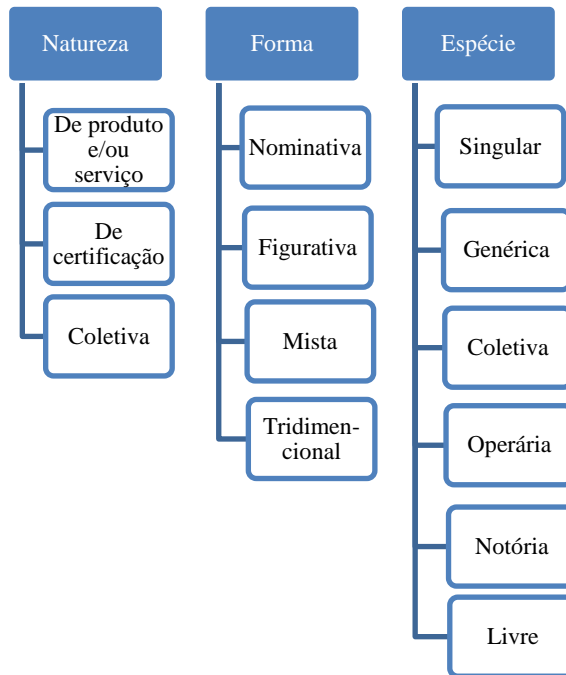 Natureza
De produto
e/ou
serviço
De
certificação
Coletiva
Forma
Nominativa
Figurativa
Mista
Tridimen-
cional
Espécie
Singular
Genérica
Coletiva
Operária
Notória
Livre